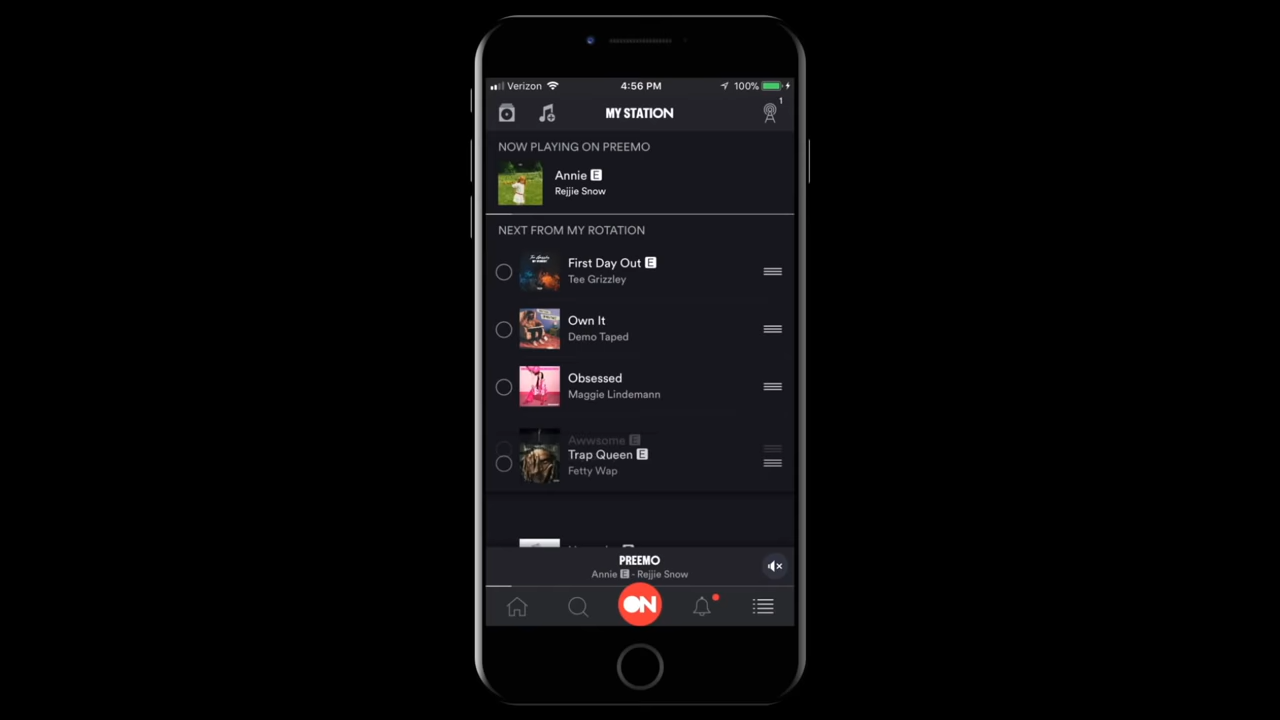 Verizon 4:56 PM 100%
MY STATION
1
NOW PLAYING ON PREEMO
Annie E
Rejjie Snow
NEXT FROM MY ROTATION
First Day Out E
Tee Grizzley
Own It
Demo Taped
Obsessed
Maggie Lindemann
Awwsome E
Trap Queen E
Fetty Wap
PREEMO
Annie E - Rejjie Snow
ON